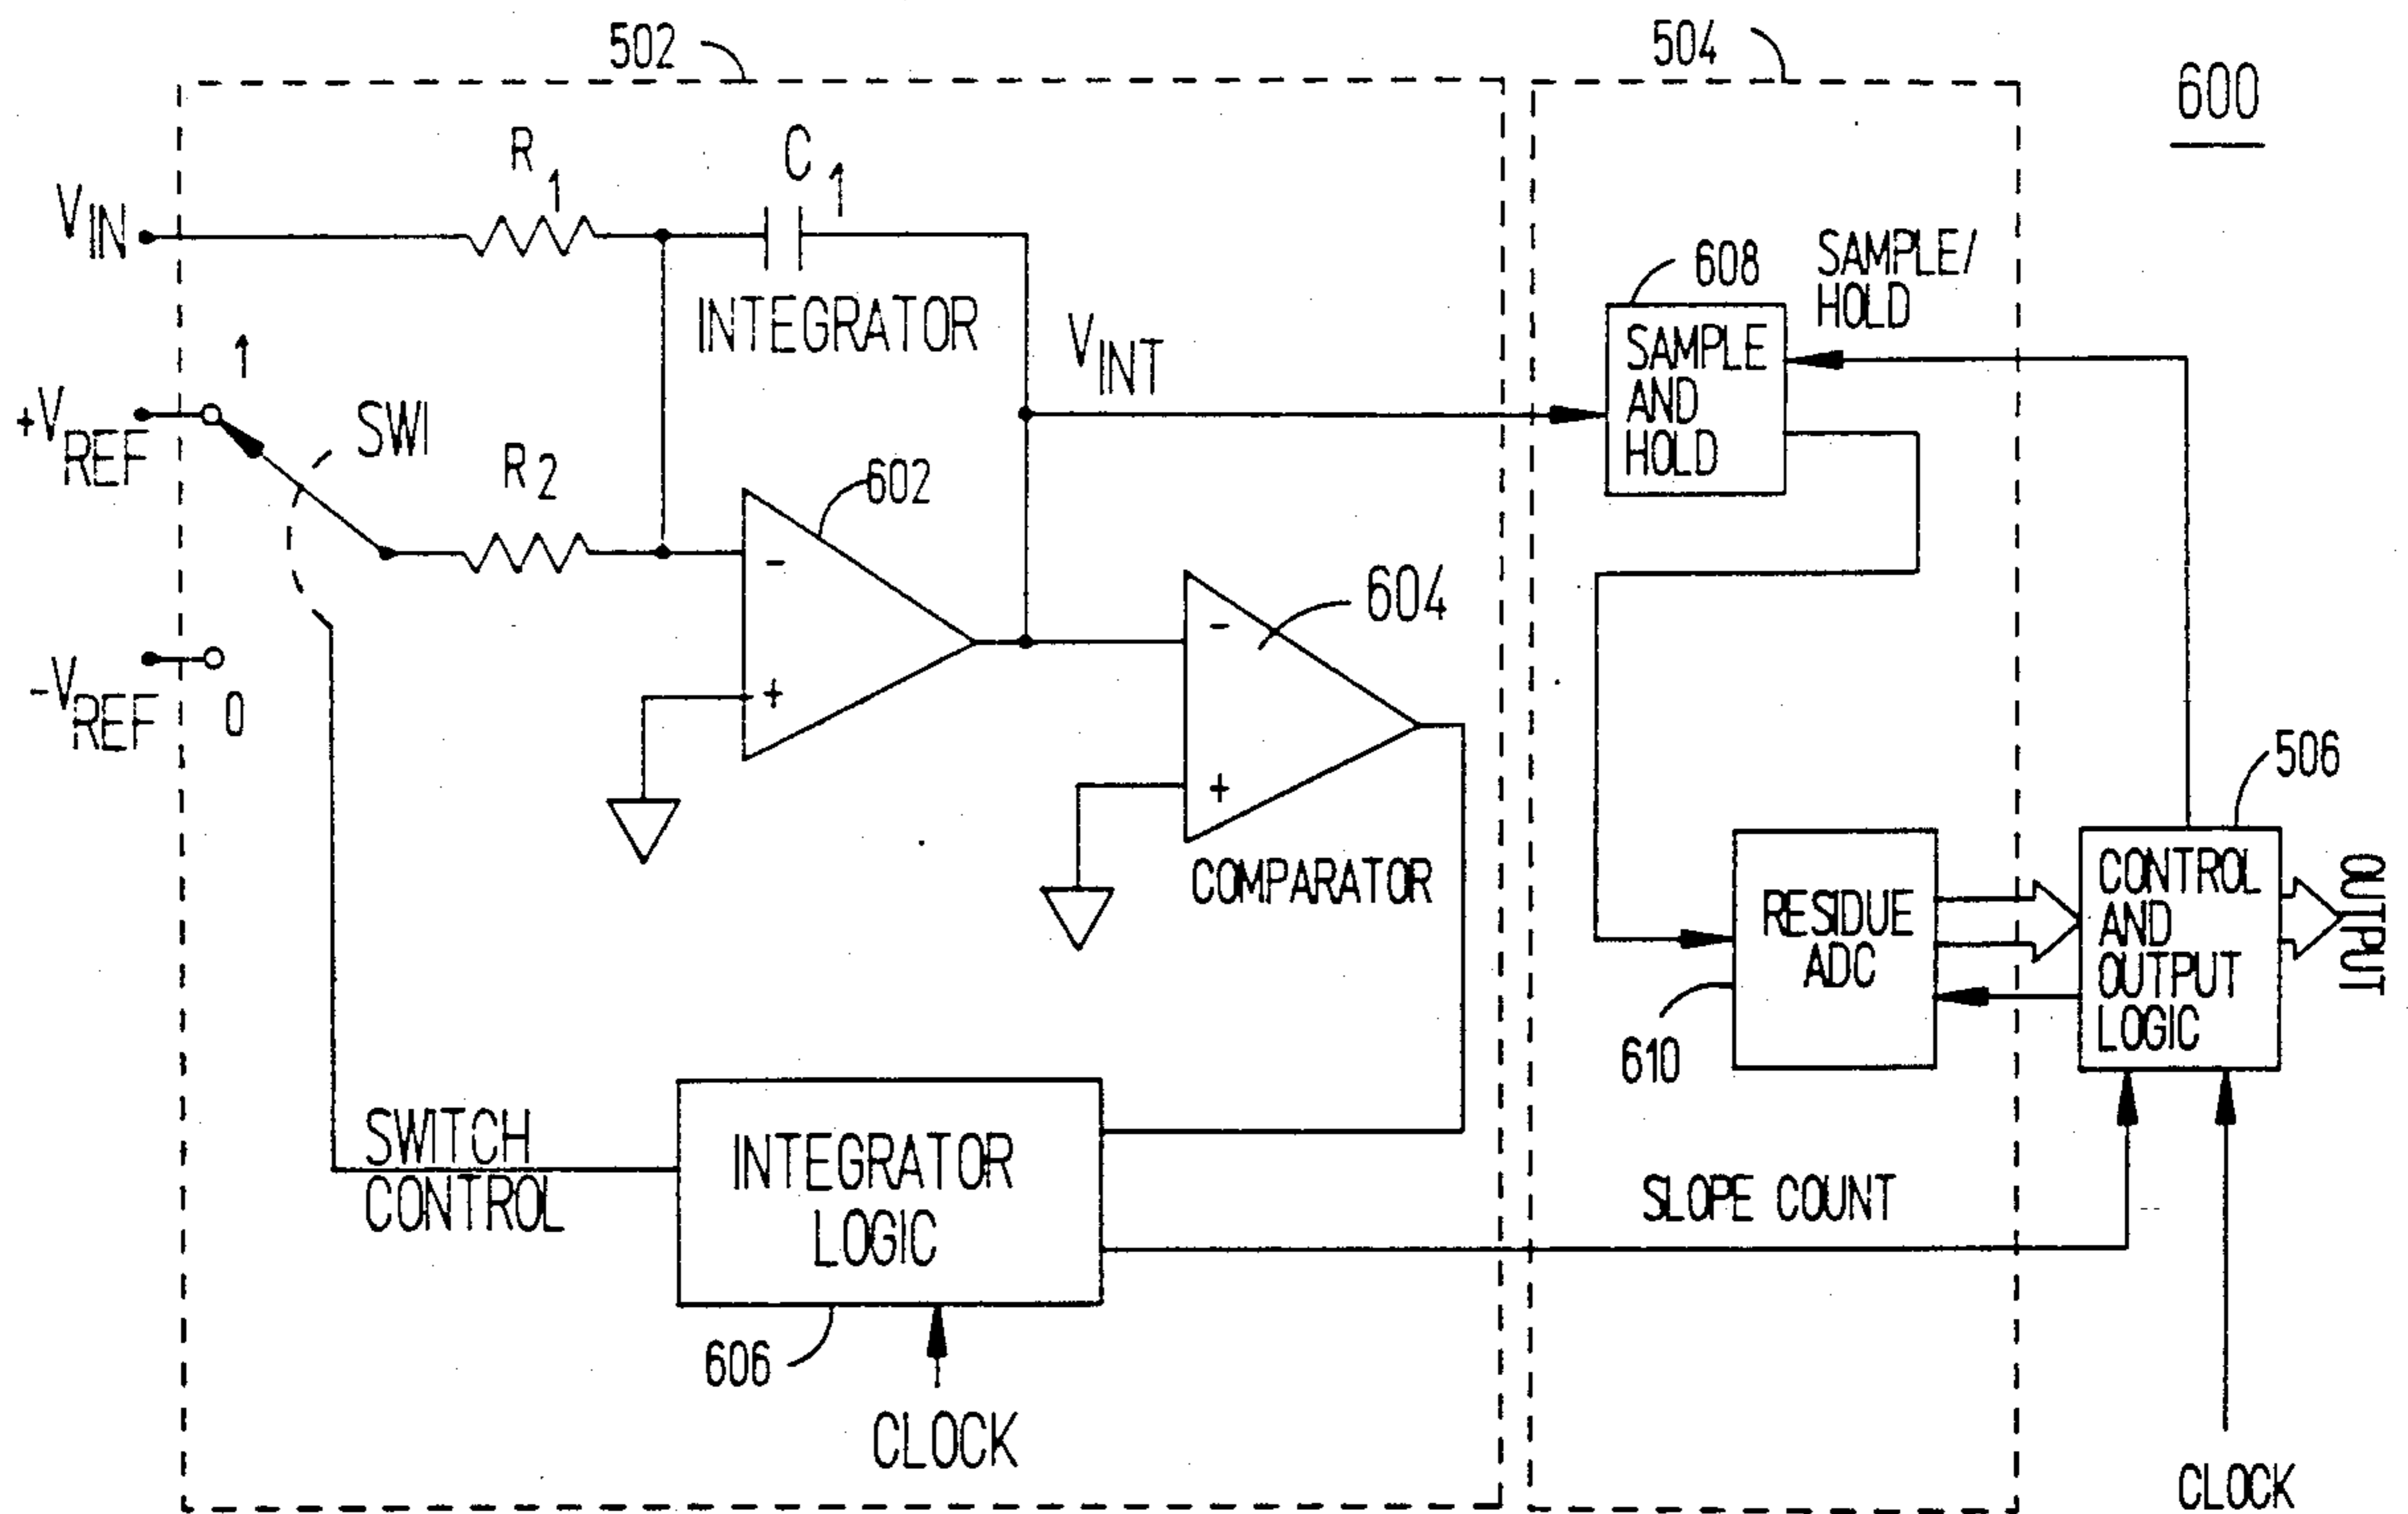 502
504
600
R1
C1
VIN
INTEGRATOR
608
SAMPLE/
HOLD
SAMPLE
AND
HOLD
VINT
1
+VREF
SW1
R2
602
-
+
604
-
+
-VREF
0
COMPARATOR
506
RESIDUE
ADC
610
CONTROL
AND
OUTPUT
LOGIC
OUTPUT
SWITCH
CONTROL
INTEGRATOR
LOGIC
SLOPE COUNT
606
CLOCK
CLOCK